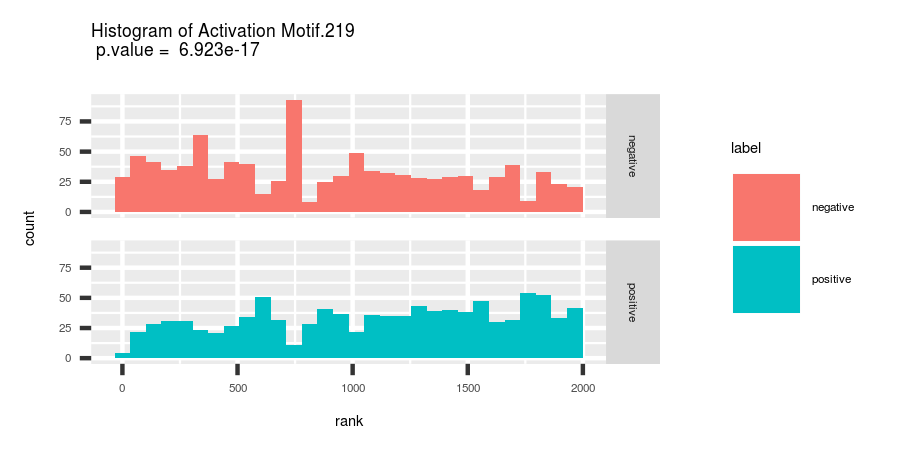 Histogram of Activation Motif.219
p.value = 6.923e-17
count
75
50
25
0
negative
75
50
25
0
positive
0 500 1000 1500 2000
rank
label
negative
positive